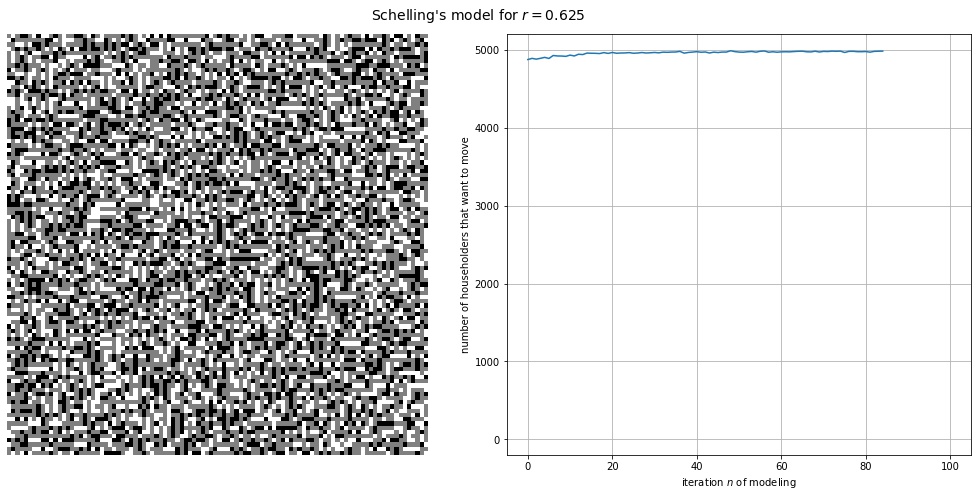 Schelling's model for r = 0.625
5000
4000
3000
2000
1000
0
number of householders that want to move
0 20 40 60 80 100
iteration n of modeling